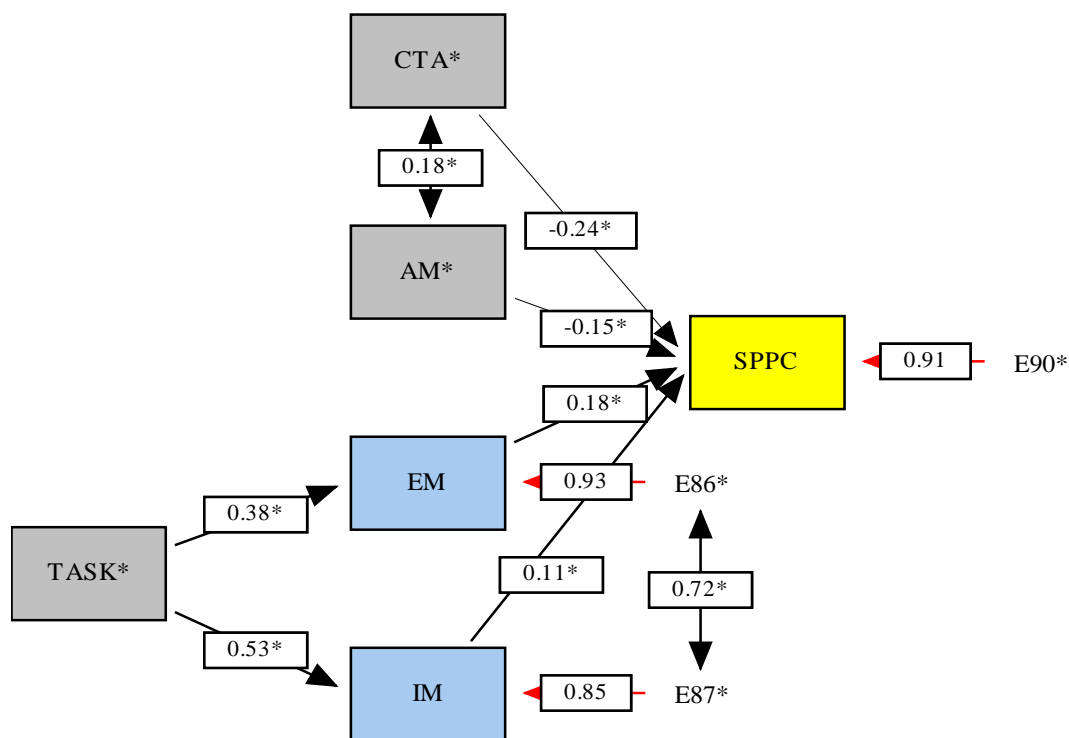 CTA*
0.18*
-0.24*
AM*
-0.15*
SPPC
0.91
E90*
0.18*
EM
0.93
E86*
0.38*
TASK*
0.11*
0.72*
0.53*
IM
0.85
E87*